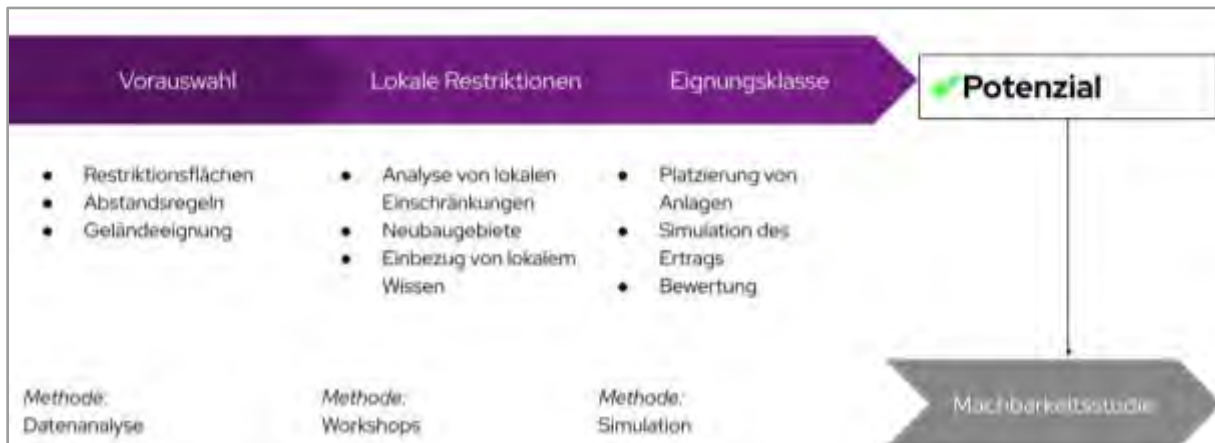 Vorauswahl
Lokale Restriktionen
Eignungsklasse
Potenzial
• Restriktionsflächen
• Abstandsregeln
• Geländeeignung
• Analyse von lokalen
Einschränkungen
• Neubaugebiete
• Einbezug von lokalem
Wissen
• Platzierung von
Anlagen
• Simulation des
Ertrags
• Bewertung
Methode:
Datenanalyse
Methode:
Workshops
Methode:
Simulation
Machbarkeitsstudie